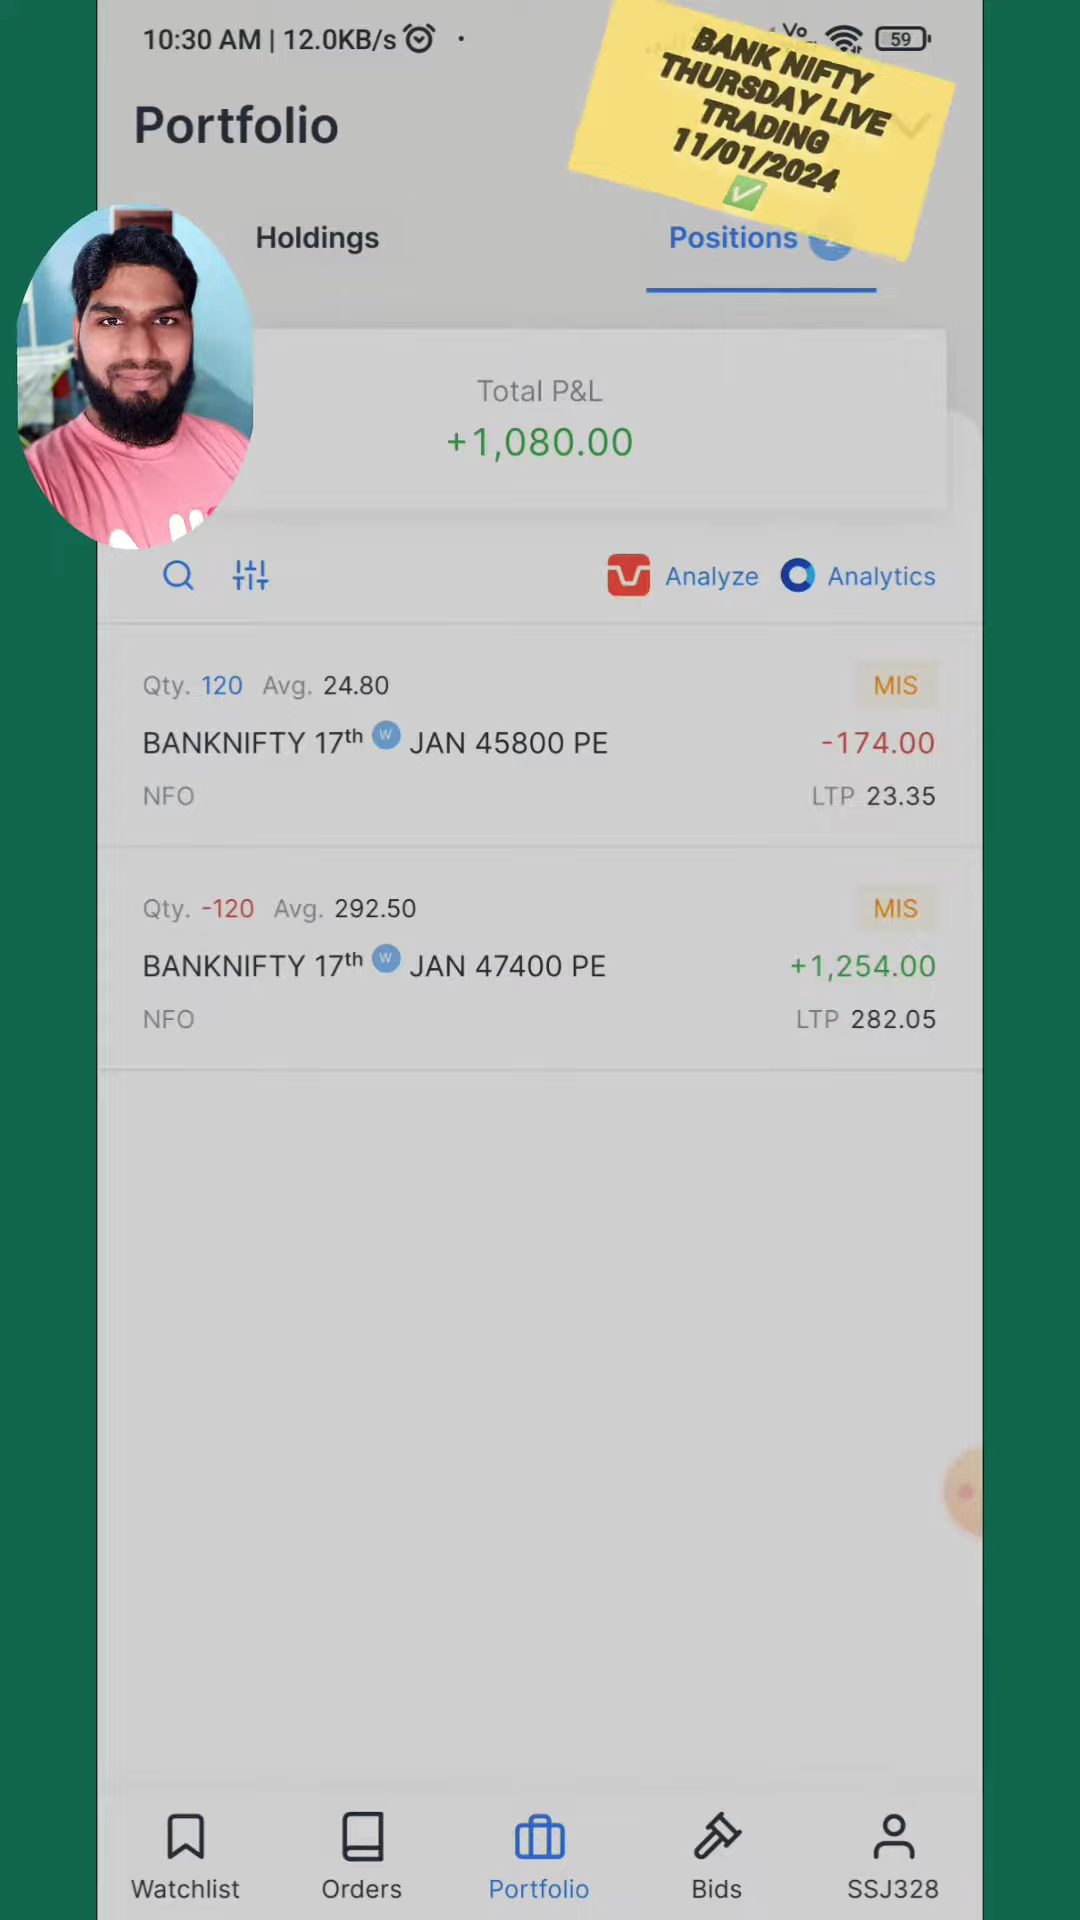 10:30 AM | 12.0KB/s
Vo
59
BANK NIFTY
THURSDAY LIVE
TRADING
11/01/2024
Portfolio
Holdings
Positions
Total P&L
+1,080.00
Analyze
Analytics
Qty. 120 Avg. 24.80
MIS
BANKNIFTY 17th W JAN 45800 PE
-174.00
NFO
LTP 23.35
Qty. -120 Avg. 292.50
MIS
BANKNIFTY 17th W JAN 47400 PE
+1,254.00
NFO
LTP 282.05
Watchlist
Orders
Portfolio
Bids
SSJ328